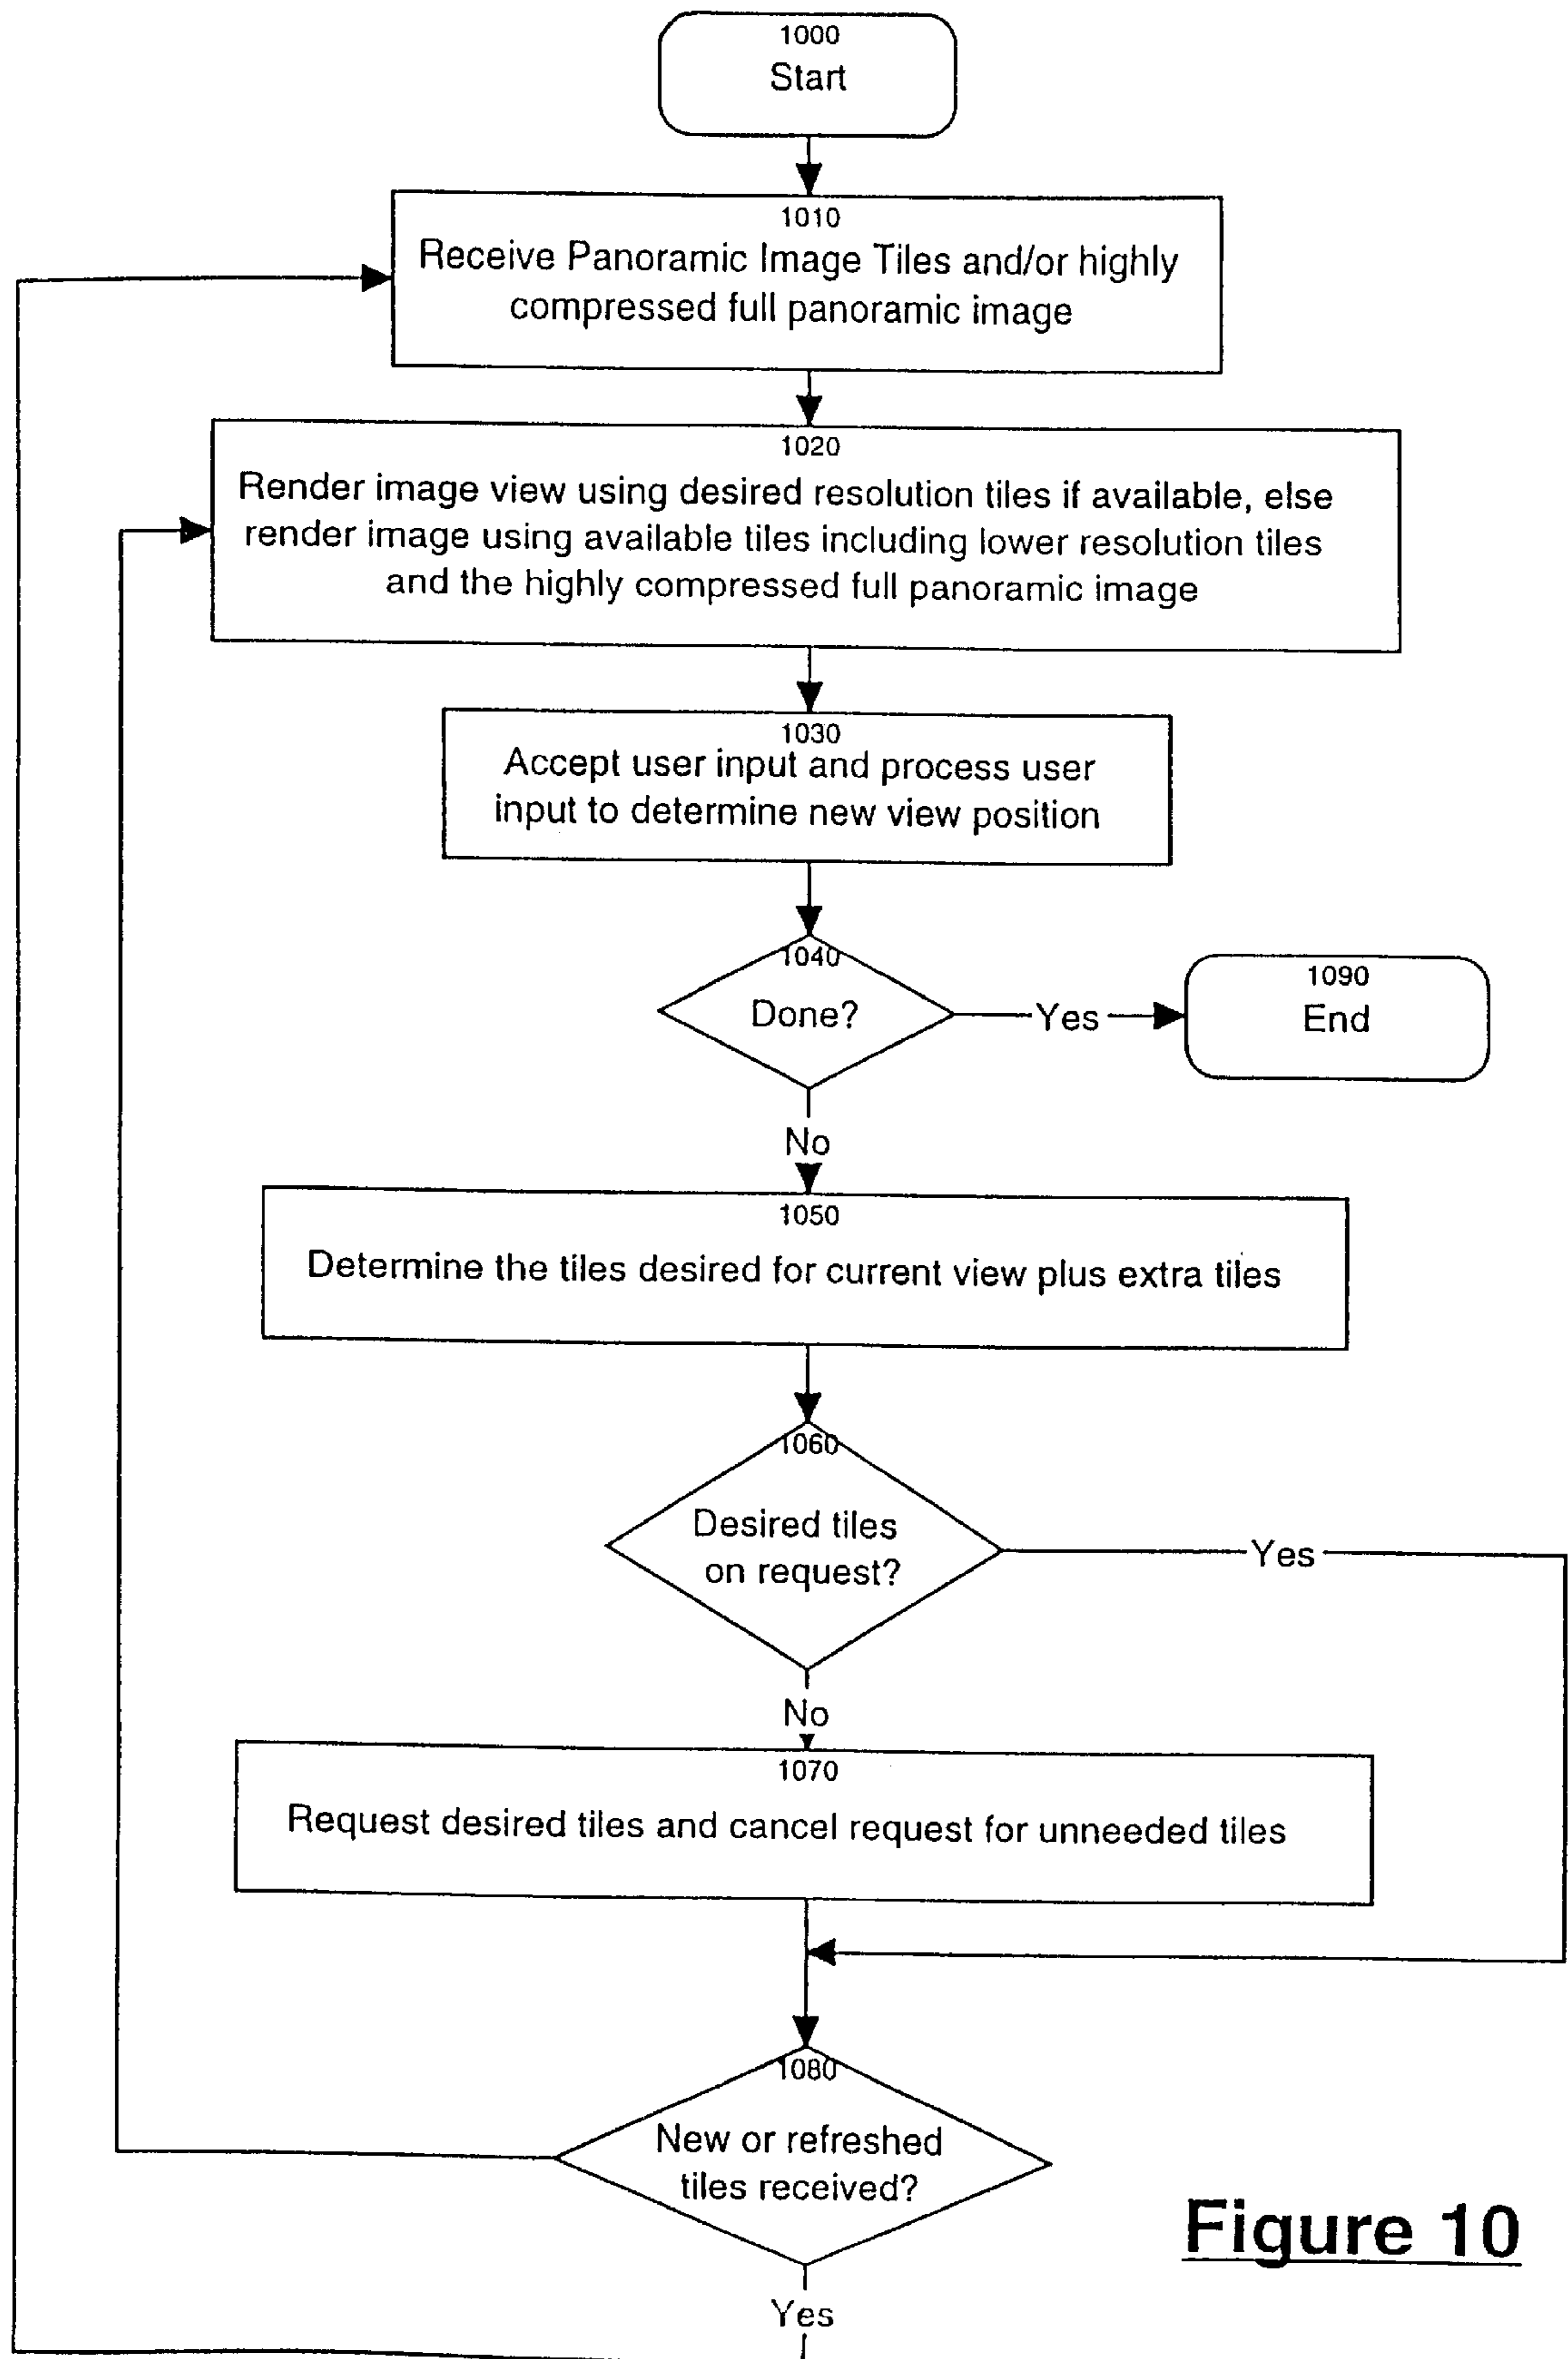 1000
Start
1010
Receive Panoramic Image Tiles and/or highly
compressed full panoramic image
1020
Render image view using desired resolution tiles if available, else
render image using available tiles including lower resolution tiles
and the highly compressed full panoramic image
1030
Accept user input and process user
input to determine new view position
1040
Done?
Yes
1090
End
No
1050
Determine the tiles desired for current view plus extra tiles
1060
Desired tiles
on request?
Yes
No
1070
Request desired tiles and cancel request for unneeded tiles
1080
New or refreshed
tiles received?
Yes
Figure 10